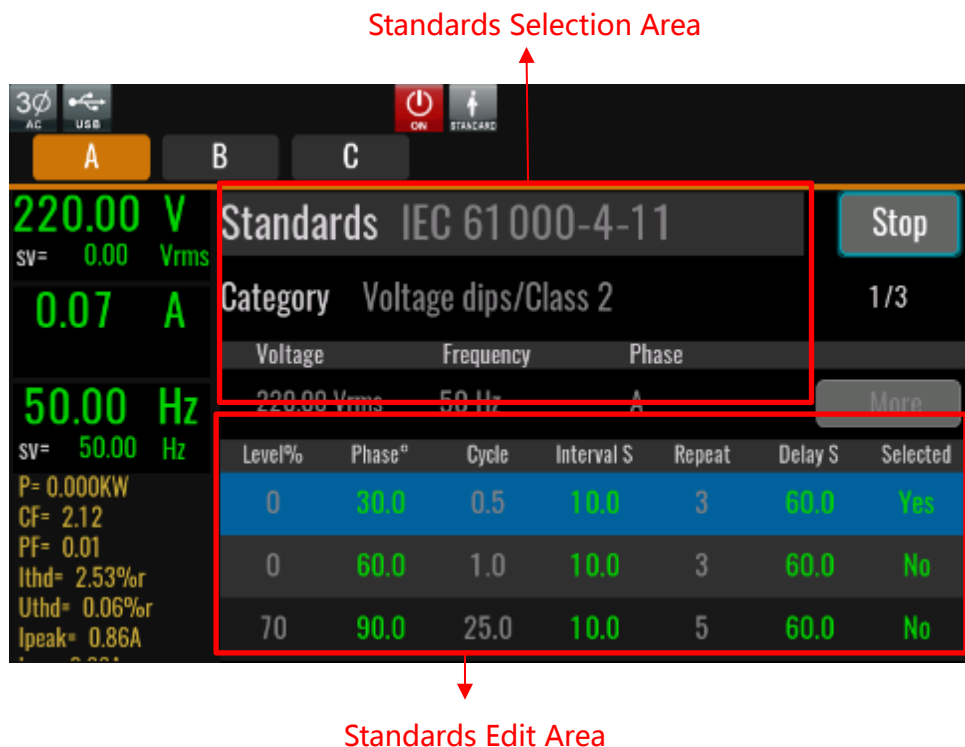 Standards Selection Area
3Ø
AC USB ON STANDARD
A B C
220.00 V Standards IEC 61000-4-11 Stop
sv= 0.00 Vrms
0.07 A Category Voltage dips/Class 2 1/3
Voltage Frequency Phase
50.00 Hz 220.00 Vrms 50 Hz A More
sv= 50.00 Hz Level% Phase° Cycle Interval S Repeat Delay S Selected
P= 0.000KW
CF= 2.12
0 30.0 0.5 10.0 3 60.0 Yes
PF= 0.01
Ithd= 2.53%r
0 60.0 1.0 10.0 3 60.0 No
Uthd= 0.06%r
Ipeak= 0.86A
70 90.0 25.0 10.0 5 60.0 No
Standards Edit Area